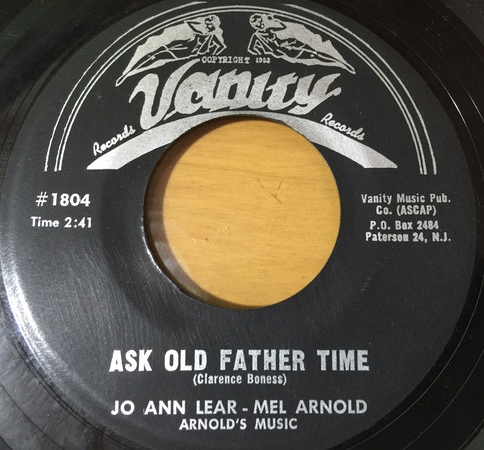 COPYRIGHT 1953
Vanity
Records Records
#1804
Time 2:41
Vanity Music Pub.
Co. (ASCAP)
P.O. Box 2484
Paterson 24, N.J.
ASK OLD FATHER TIME
(Clarence Boness)
JO ANN LEAR - MEL ARNOLD
ARNOLD'S MUSIC